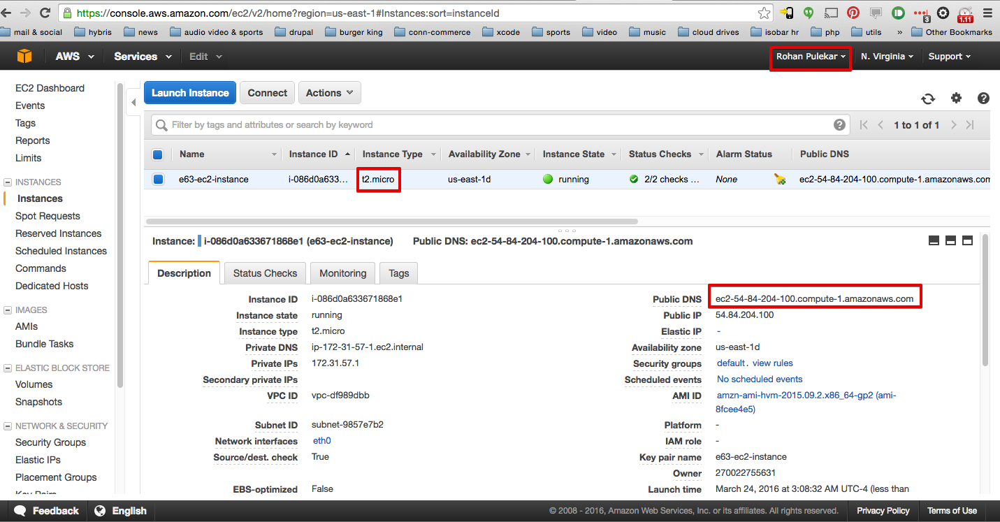 https://console.aws.amazon.com/ec2/v2/home?region=us-east-1#Instances:sort=instanceId
3
1.11
mail & social hybris news audio video & sports drupal burger king conn-commerce xcode sports video music cloud drives isobar hr php utils » Other Bookmarks
AWS Services Edit Rohan Pulekar N. Virginia Support
EC2 Dashboard
Events
Tags
Reports
Limits
INSTANCES
Instances
Spot Requests
Reserved Instances
Scheduled Instances
Commands
Dedicated Hosts
IMAGES
AMIs
Bundle Tasks
ELASTIC BLOCK STORE
Volumes
Snapshots
NETWORK & SECURITY
Security Groups
Elastic IPs
Placement Groups
Key Pairs
Launch Instance Connect Actions
Filter by tags and attributes or search by keyword 1 to 1 of 1
Name Instance ID Instance Type Availability Zone Instance State Status Checks Alarm Status Public DNS
e63-ec2-instance i-086d0a633... t2.micro us-east-1d running 2/2 checks ... None ec2-54-84-204-100.compute-1.amazonaws.com
Instance: i-086d0a633671868e1 (e63-ec2-instance) Public DNS: ec2-54-84-204-100.compute-1.amazonaws.com
Description Status Checks Monitoring Tags
Instance ID i-086d0a633671868e1
Instance state running
Instance type t2.micro
Private DNS ip-172-31-57-1.ec2.internal
Private IPs 172.31.57.1
Secondary private IPs
VPC ID vpc-df989dbb
Subnet ID subnet-9857e7b2
Network interfaces eth0
Source/dest. check True
EBS-optimized False
Public DNS ec2-54-84-204-100.compute-1.amazonaws.com
Public IP 54.84.204.100
Elastic IP -
Availability zone us-east-1d
Security groups default. view rules
Scheduled events No scheduled events
AMI ID amzn-ami-hvm-2015.09.2.x86_64-gp2 (ami-
8fcee4e5)
Platform -
IAM role -
Key pair name e63-ec2-instance
Owner 270022755631
Launch time March 24, 2016 at 3:08:32 AM UTC-4 (less than
Feedback English © 2008 - 2016, Amazon Web Services, Inc. or its affiliates. All rights reserved. Privacy Policy Terms of Use